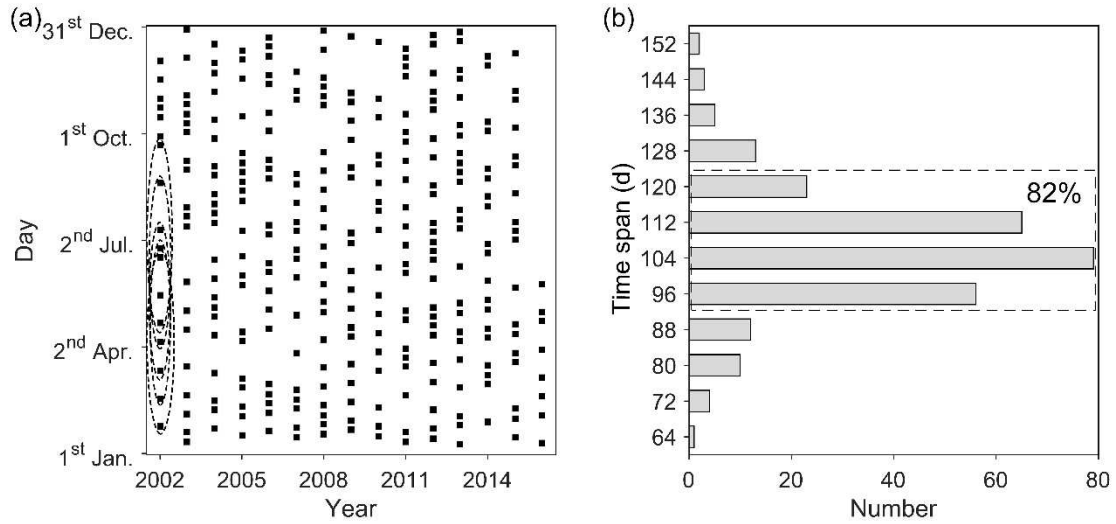 (a)
31st Dec.
1st Oct.
2nd Jul.
2nd Apr.
1st Jan.
Day
2002 2005 2008 2011 2014
Year
(b)
152
144
136
128
120
112
104
96
88
80
72
64
Time span (d)
82%
0 20 40 60 80
Number